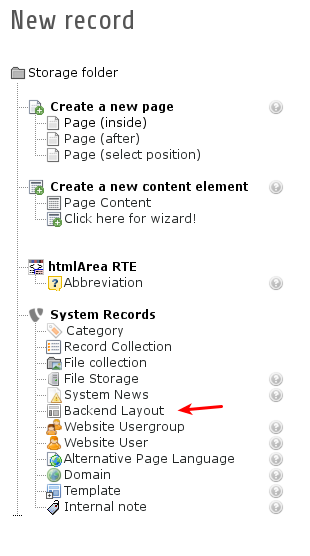 New record
Storage folder
Create a new page
Page (inside)
Page (after)
Page (select position)
Create a new content element
Page Content
Click here for wizard!
htmlArea RTE
Abbreviation
System Records
Category
Record Collection
File collection
File Storage
System News
Backend Layout
Website Usergroup
Website User
Alternative Page Language
Domain
Template
Internal note